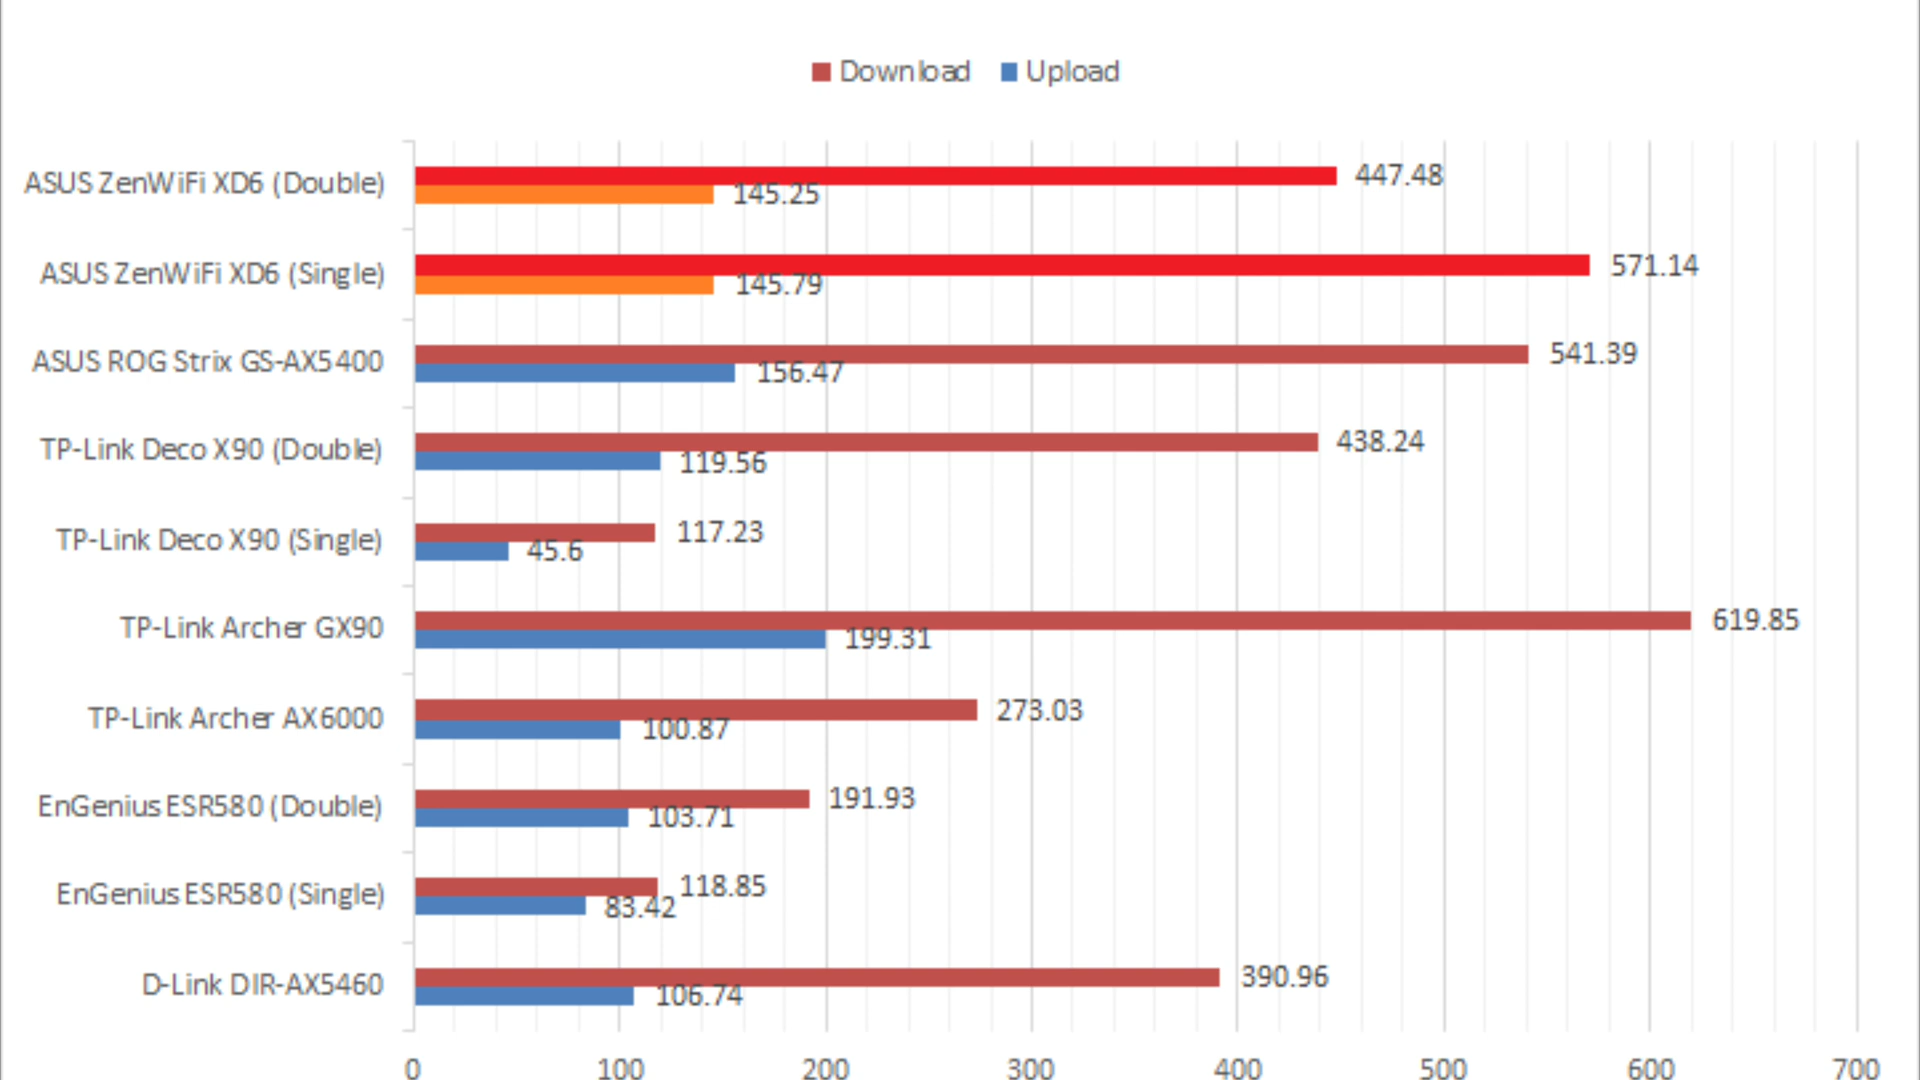 Download Upload
ASUS ZenWiFi XD6 (Double) 447.48
145.25
ASUS ZenWiFi XD6 (Single) 571.14
145.79
ASUS ROG Strix GS-AX5400 541.39
156.47
TP-Link Deco X90 (Double) 438.24
119.56
TP-Link Deco X90 (Single) 117.23
45.6
TP-Link Archer GX90 619.85
199.31
TP-Link Archer AX6000 273.03
100.87
EnGenius ESR580 (Double) 191.93
103.71
EnGenius ESR580 (Single) 118.85
83.42
D-Link DIR-AX5460 390.96
106.74
0 100 200 300 400 500 600 700